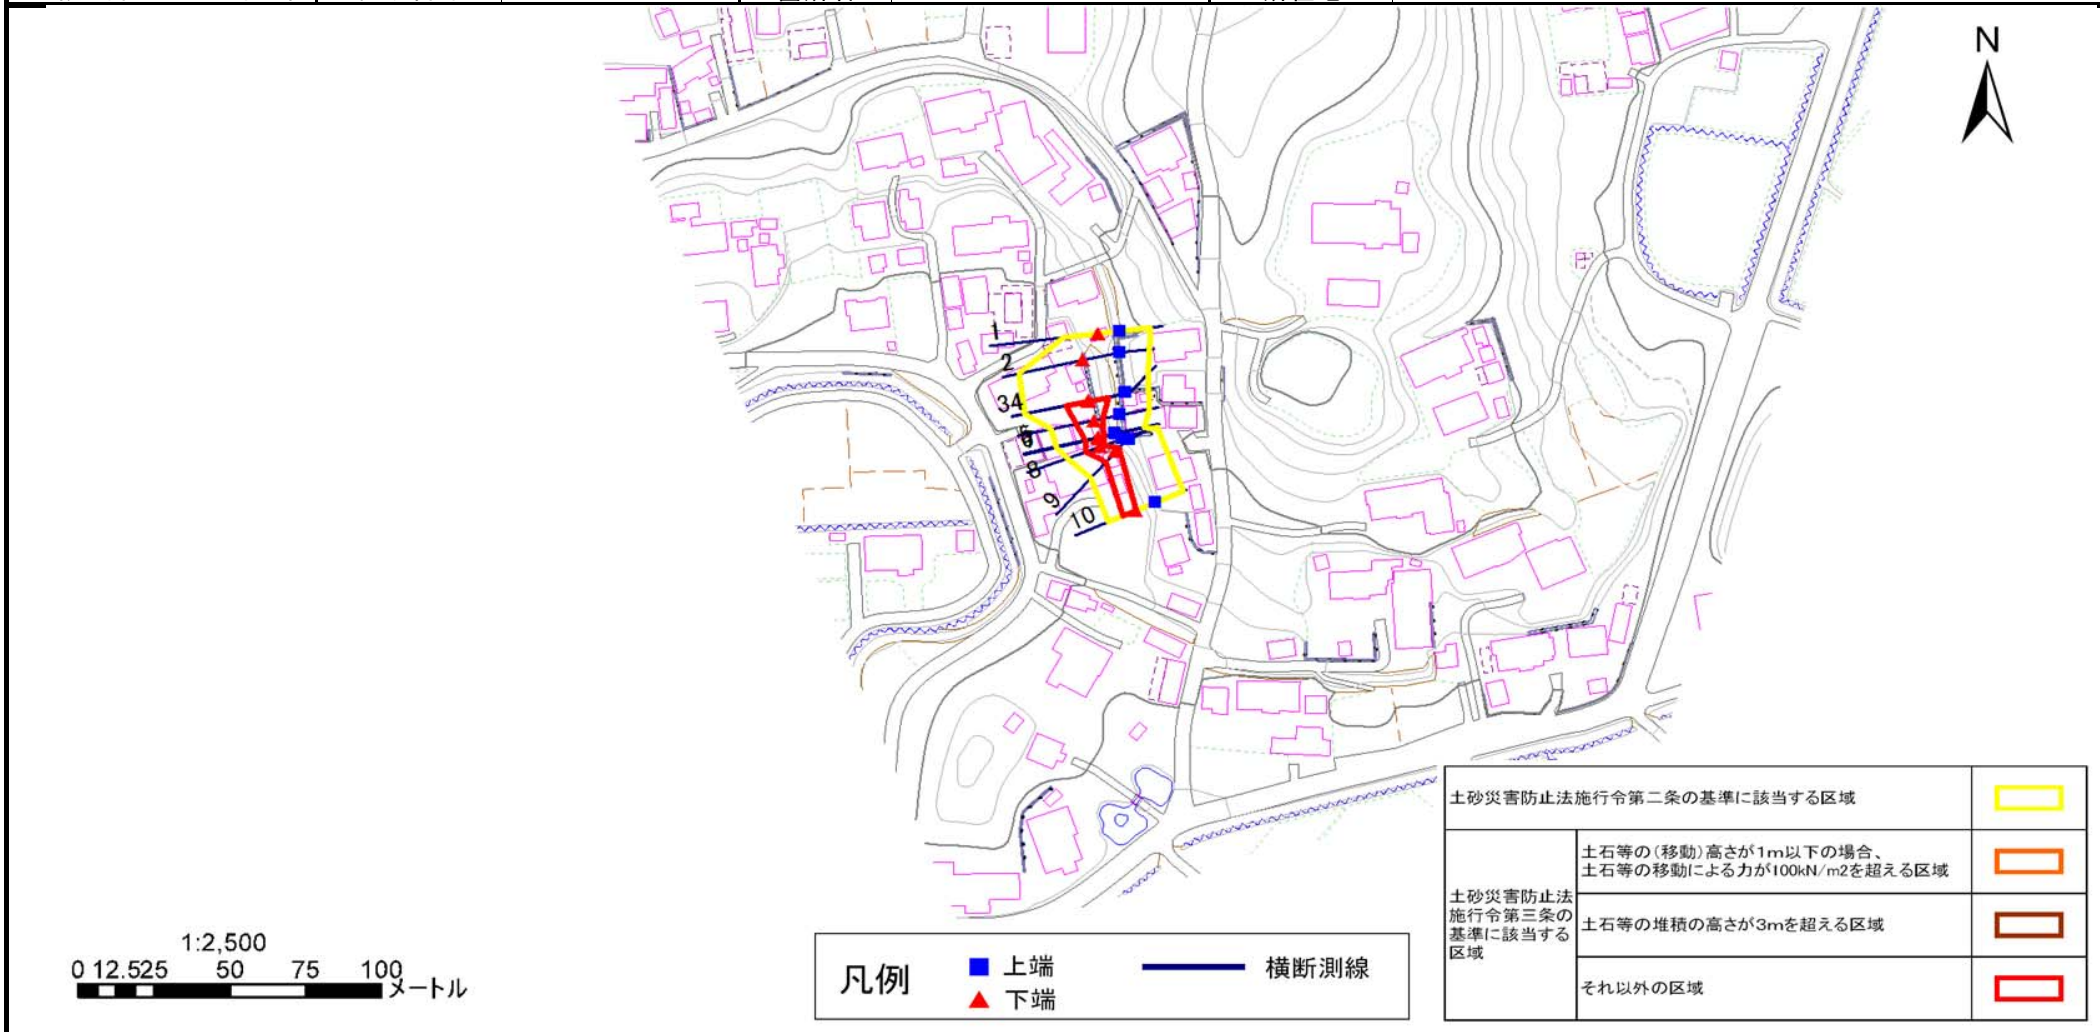 N
1
2
34
8
9
10
土砂災害防止法施行令第二条の基準に該当する区域
土砂災害防止法
施行令第三条の
基準に該当する
区域
土石等の(移動)高さが1m以下の場合、
土石等の移動による力が100kN/m2を超える区域
土石等の堆積の高さが3mを超える区域
それ以外の区域
凡例
上端
下端
横断測線
1:2,500
0 12.525 50 75 100
メートル